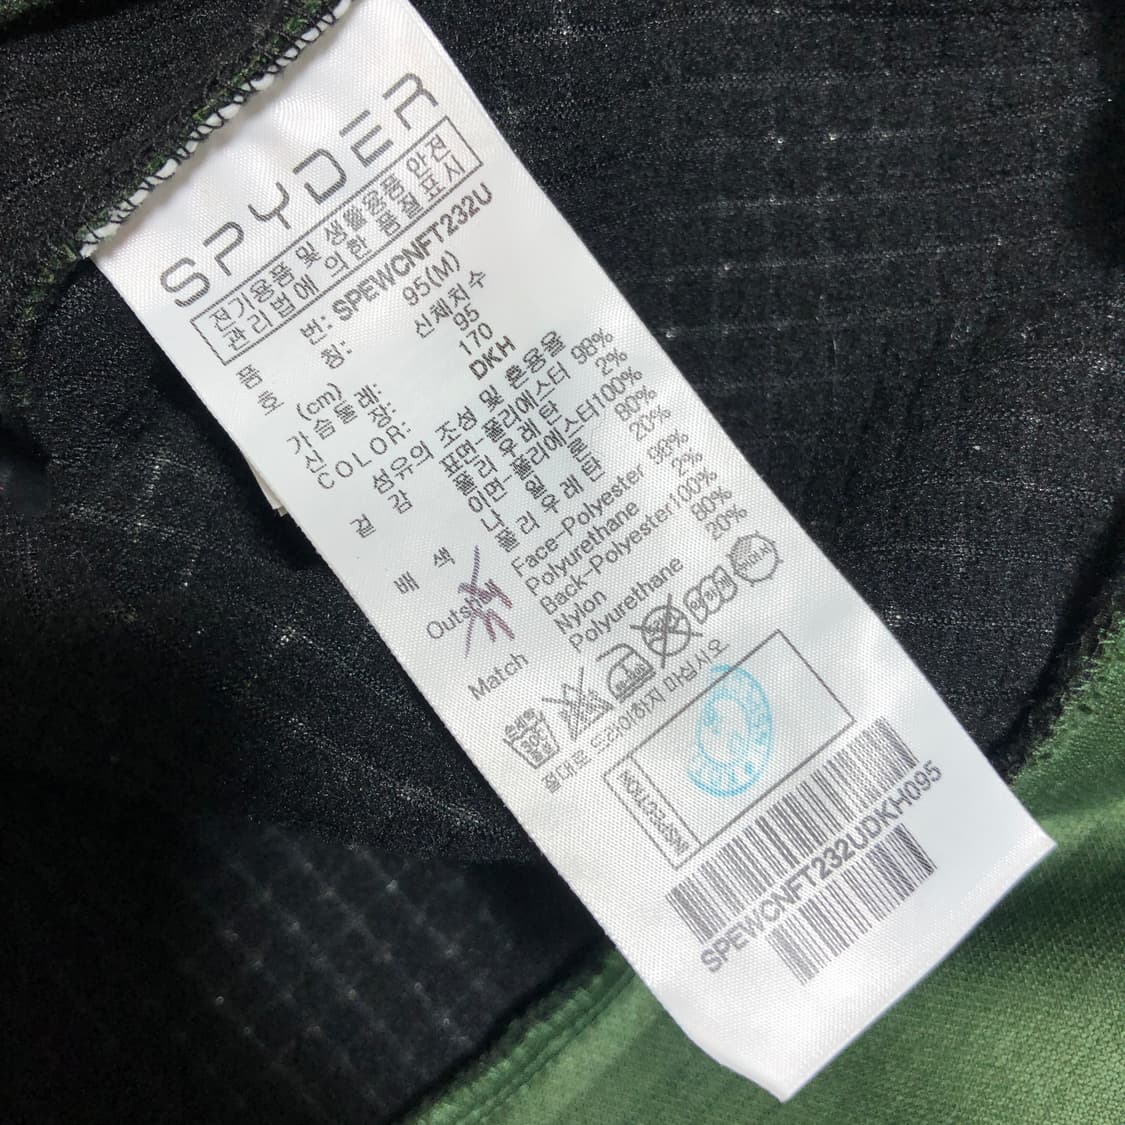 SPYDER
전기용품 및 생활용품 안전
관리법에 의한 품질표시
품 번: SPEWCNFT232U
호 칭: 95(M)
(cm) 신체치수
가슴둘레: 95
신 장: 170
COLOR: DKH
섬유의 조성 및 혼용율
겉 감 표면-폴리에스터 98%
폴리우레탄 2%
이면-폴리에스터100%
배 색 나 일 론 80%
폴리우레탄 20%
Outshell Face-Polyester 98%
Polyurethane 2%
Back-Polyester100%
Match Nylon 80%
Polyurethane 20%
손세탁
30℃
중성
절대로 드라이하지 마십시오
INSPECTION
SPEWCNFT232UDKH095